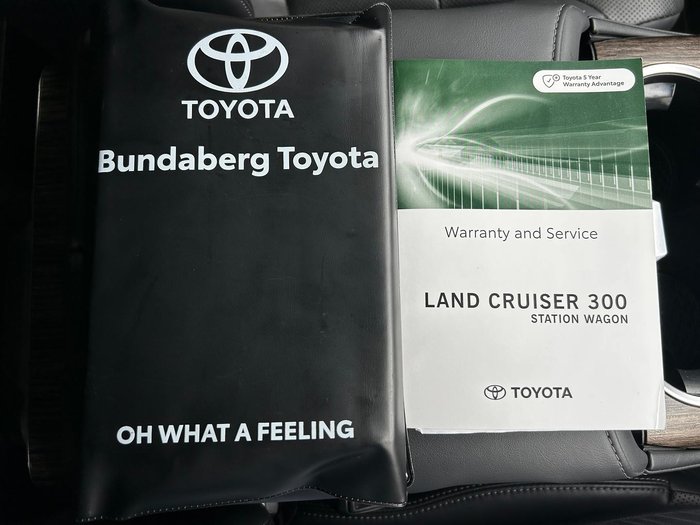 TOYOTA
Bundaberg Toyota
OH WHAT A FEELING
Toyota 5 Year
Warranty Advantage
Warranty and Service
LAND CRUISER 300
STATION WAGON
TOYOTA